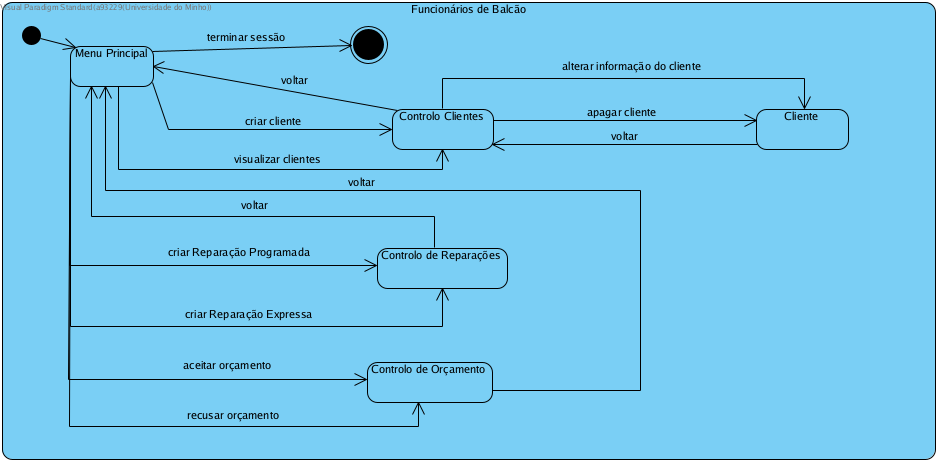 Visual Paradigm Standard(a93229(Universidade do Minho))
Funcionários de Balcão
Menu Principal
terminar sessão
voltar
alterar informação do cliente
Controlo Clientes
apagar cliente
Cliente
criar cliente
voltar
visualizar clientes
voltar
voltar
criar Reparação Programada
Controlo de Reparações
criar Reparação Expressa
aceitar orçamento
Controlo de Orçamento
recusar orçamento